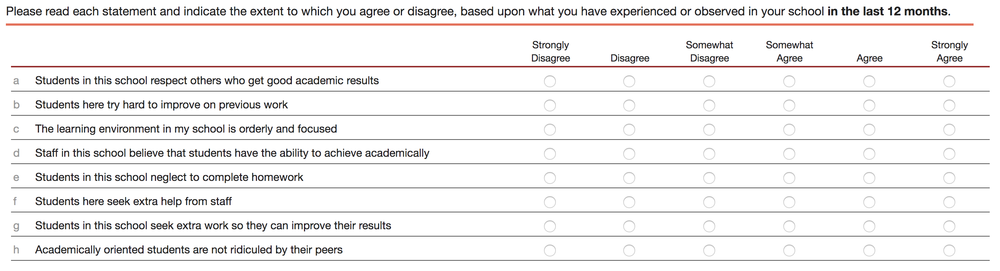 Please read each statement and indicate the extent to which you agree or disagree, based upon what you have experienced or observed in your school in the last 12 months.
Strongly Disagree Disagree Somewhat Disagree Somewhat Agree Agree Strongly Agree
a Students in this school respect others who get good academic results
b Students here try hard to improve on previous work
c The learning environment in my school is orderly and focused
d Staff in this school believe that students have the ability to achieve academically
e Students in this school neglect to complete homework
f Students here seek extra help from staff
g Students in this school seek extra work so they can improve their results
h Academically oriented students are not ridiculed by their peers